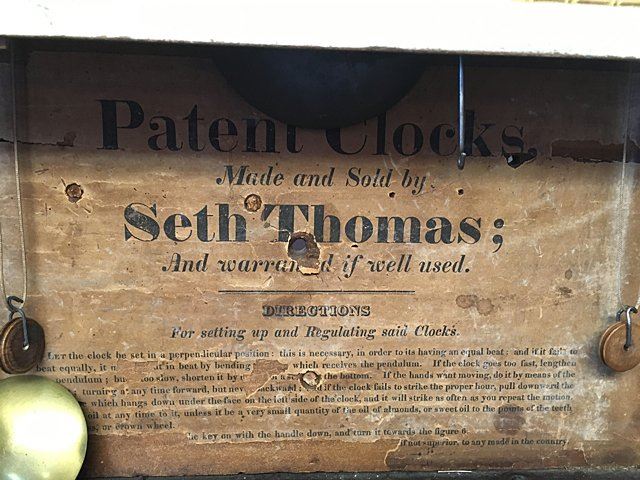 Patent Clocks,
Made and Sold by
Seth Thomas;
And warran d if well used.
DIRECTIONS
For setting up and Regulating said Clocks.
LET the clock be set in a perpendicular position: this is necessary, in order to its having an equal beat; and if it fails to
beat equally, it at in beat by bending which receives the pendulum. If the clock goes too fast, lengthen
pendulum; too slow, shorten it by the bottom. If the hands want moving, do it by means of the
turning at any time forward, but ackward: if the clock fails to strike the proper hour, pull downward the
which hangs down under the face on the left side of the clock, and it will strike as often as you repeat the motion.
oil at any time to it, unless it be a very small quantity of the oil of almonds, or sweet oil to the points of the teeth
or crown wheel.
he key on with the handle down, and turn it towards the figure 6.
if not superior, to any made in the country.